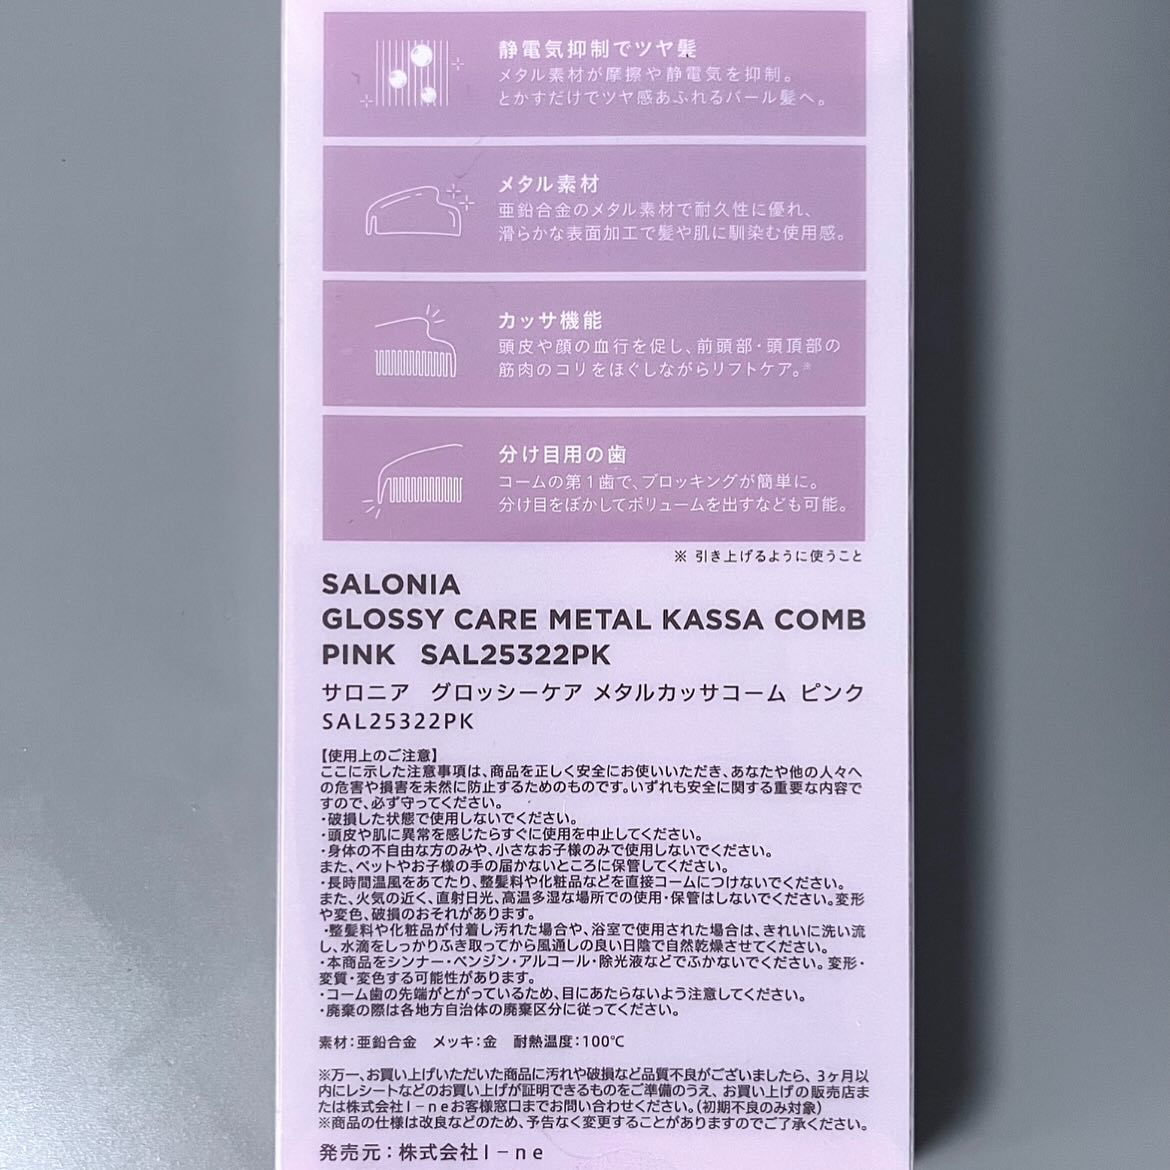 静電気抑制でツヤ髪
メタル素材が摩擦や静電気を抑制。
とかすだけでツヤ感あふれるパール髪へ。
メタル素材
亜鉛合金のメタル素材で耐久性に優れ、
滑らかな表面加工で髪や肌に馴染む使用感。
カッサ機能
頭皮や顔の血行を促し、前頭部・頭頂部の
筋肉のコリをほぐしながらリフトケア。※
分け目用の歯
コームの第1歯で、ブロッキングが簡単に。
分け目をぼかしてボリュームを出すなども可能。
※ 引き上げるように使うこと
SALONIA
GLOSSY CARE METAL KASSA COMB
PINK SAL25322PK
サロニア グロッシーケア メタルカッサコーム ピンク
SAL25322PK
【使用上のご注意】
ここに示した注意事項は、商品を正しく安全にお使いいただき、あなたや他の人々へ
の危害や損害を未然に防止するためのものです。いずれも安全に関する重要な内容で
すので、必ず守ってください。
・破損した状態で使用しないでください。
・頭皮や肌に異常を感じたらすぐに使用を中止してください。
・身体の不自由な方のみや、小さなお子様のみで使用しないでください。
また、ペットやお子様の手の届かないところに保管してください。
・長時間温風をあてたり、整髪料や化粧品などを直接コームにつけないでください。
また、火気の近く、直射日光、高温多湿な場所での使用・保管はしないでください。変形
や変色、破損のおそれがあります。
・整髪料や化粧品が付着し汚れた場合や、浴室で使用された場合は、きれいに洗い流
し、水滴をしっかりふき取ってから風通しの良い日陰で自然乾燥させてください。
・本商品をシンナー・ベンジン・アルコール・除光液などでふかないでください。変形・
変質・変色する可能性があります。
・コーム歯の先端がとがっているため、目にあたらないよう注意してください。
・廃棄の際は各地方自治体の廃棄区分に従ってください。
素材：亜鉛合金 メッキ：金 耐熱温度：100℃
※万一、お買い上げいただいた商品に汚れや破損など品質不良がございましたら、3ヶ月以
内にレシートなどのお買い上げが証明できるものをご準備のうえ、お買い上げの販売店ま
たは株式会社I-neお客様窓口までお問い合わせください。(初期不良のみ対象)
※商品の仕様は改良などのため、予告なく変更することがありますのでご了承ください。
発売元：株式会社I-ne